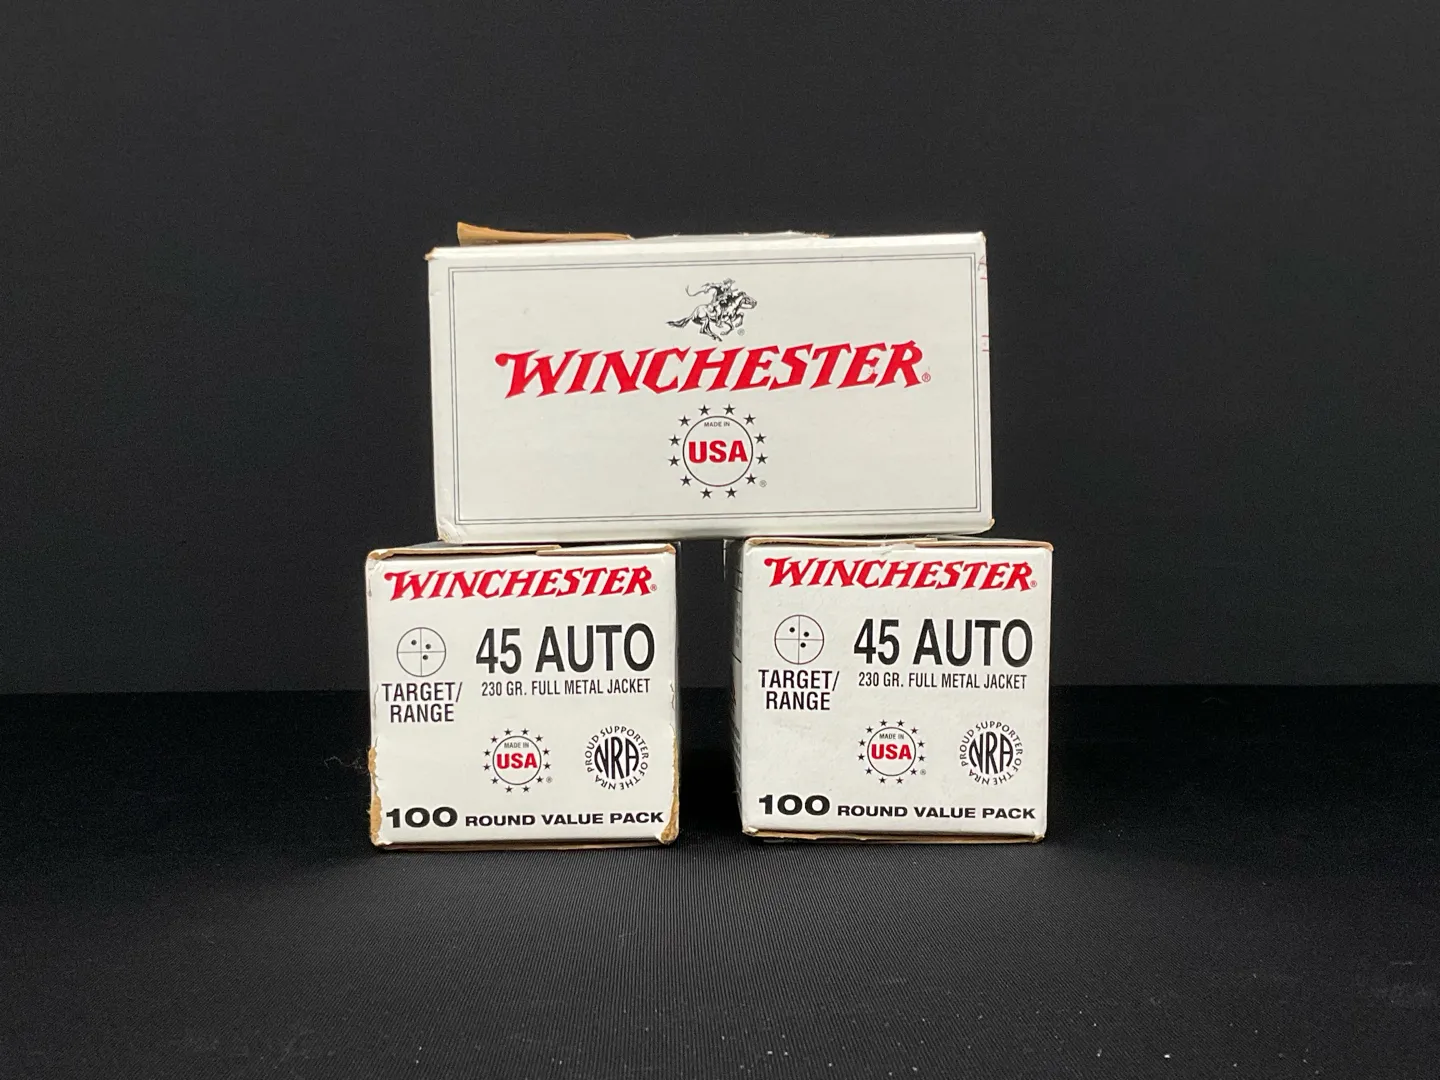 WINCHESTER®
MADE IN
USA
®
WINCHESTER®
45 AUTO
230 GR. FULL METAL JACKET
TARGET/
RANGE
MADE IN
USA
®
PROUD SUPPORTER OF THE NRA
NRA
100 ROUND VALUE PACK
WINCHESTER®
45 AUTO
230 GR. FULL METAL JACKET
TARGET/
RANGE
MADE IN
USA
®
PROUD SUPPORTER OF THE NRA
NRA
100 ROUND VALUE PACK